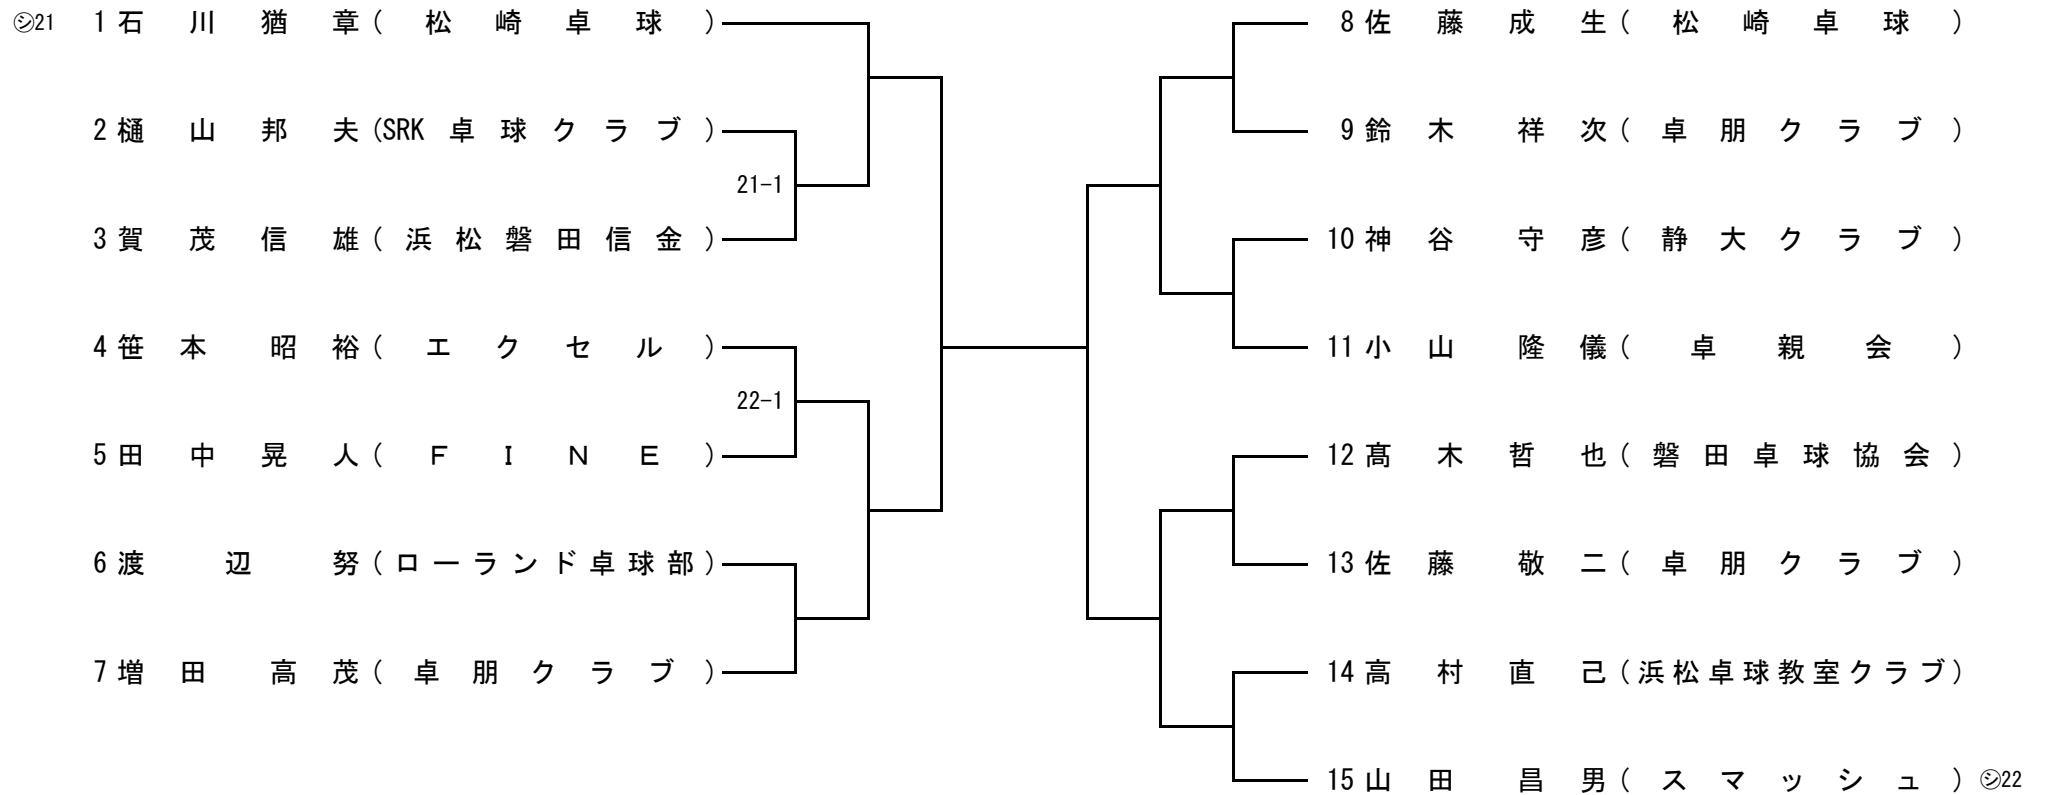 ㋛21 1 石川猶章 (松崎卓球)
2 樋山邦夫 (SRK卓球クラブ)
21-1
3 賀茂信雄 (浜松磐田信金)
4 笹本昭裕 (エクセル)
22-1
5 田中晃人 (FINE)
6 渡辺努 (ローランド卓球部)
7 増田高茂 (卓朋クラブ)
8 佐藤成生 (松崎卓球)
9 鈴木祥次 (卓朋クラブ)
10 神谷守彦 (静大クラブ)
11 小山隆儀 (卓親会)
12 髙木哲也 (磐田卓球協会)
13 佐藤敬二 (卓朋クラブ)
14 高村直己 (浜松卓球教室クラブ)
15 山田昌男 (スマッシュ) ㋛22